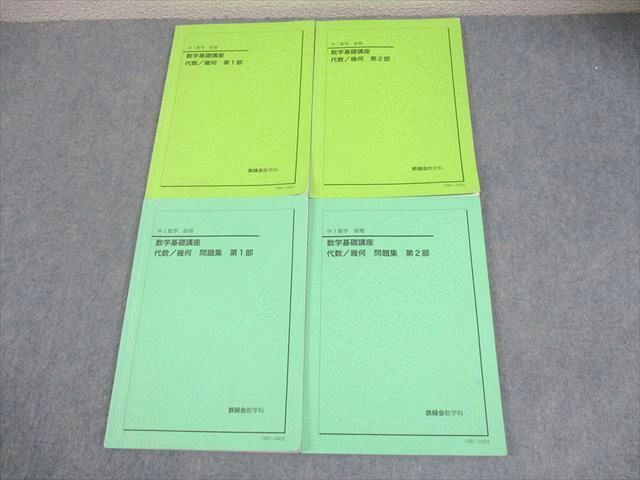 中1数学 前期
数学基礎講座
代数／幾何 第1部
鉄緑会数学科
中1数学 後期
数学基礎講座
代数／幾何 第2部
鉄緑会数学科
中1数学 前期
数学基礎講座
代数／幾何 問題集 第1部
鉄緑会数学科
中1数学 後期
数学基礎講座
代数／幾何 問題集 第2部
鉄緑会数学科